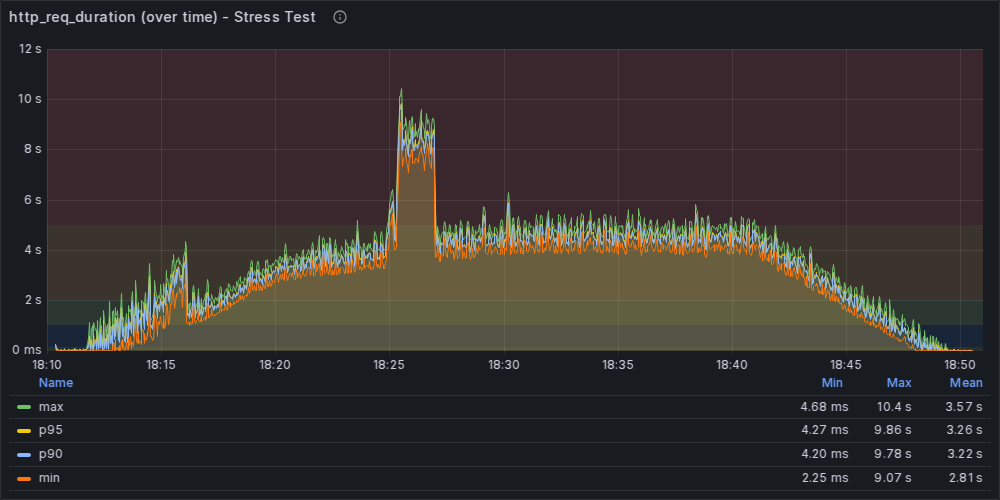 http_req_duration (over time) - Stress Test
12 s
10 s
8 s
6 s
4 s
2 s
0 ms
18:10 18:15 18:20 18:25 18:30 18:35 18:40 18:45 18:50
Name Min Max Mean
max 4.68 ms 10.4 s 3.57 s
p95 4.27 ms 9.86 s 3.26 s
p90 4.20 ms 9.78 s 3.22 s
min 2.25 ms 9.07 s 2.81 s